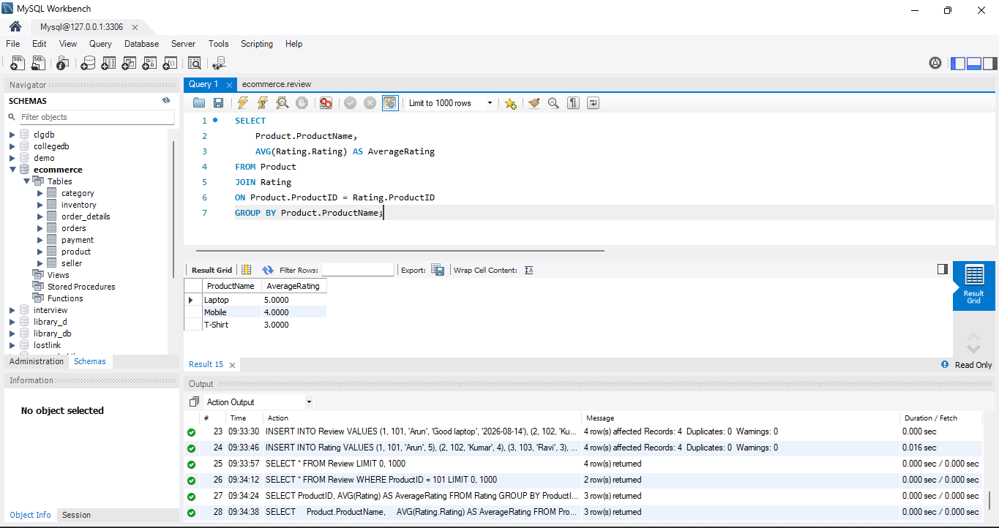 MySQL Workbench
Mysql@127.0.0.1:3306
File Edit View Query Database Server Tools Scripting Help
Navigator
SCHEMAS
Filter objects
clgdb
collegedb
demo
ecommerce
Tables
category
inventory
order_details
orders
payment
product
seller
Views
Stored Procedures
Functions
interview
library_d
library_db
lostlink
Administration Schemas
Information
No object selected
Object Info Session
Query 1 ecommerce.review
Limit to 1000 rows
1 SELECT
2 Product.ProductName,
3 AVG(Rating.Rating) AS AverageRating
4 FROM Product
5 JOIN Rating
6 ON Product.ProductID = Rating.ProductID
7 GROUP BY Product.ProductName;
Result Grid Filter Rows: Export: Wrap Cell Content:
ProductName AverageRating
Laptop 5.0000
Mobile 4.0000
T-Shirt 3.0000
Result Grid
Result 15
Read Only
Output
Action Output
# Time Action Message Duration / Fetch
23 09:33:30 INSERT INTO Review VALUES (1, 101, 'Arun', 'Good laptop', '2026-08-14'), (2, 102, 'Ku... 4 row(s) affected Records: 4 Duplicates: 0 Warnings: 0 0.000 sec
24 09:33:46 INSERT INTO Rating VALUES (1, 101, 'Arun', 5), (2, 102, 'Kumar', 4), (3, 103, 'Ravi', 3), ... 4 row(s) affected Records: 4 Duplicates: 0 Warnings: 0 0.016 sec
25 09:33:57 SELECT * FROM Review LIMIT 0, 1000 4 row(s) returned 0.000 sec / 0.000 sec
26 09:34:12 SELECT * FROM Review WHERE ProductID = 101 LIMIT 0, 1000 2 row(s) returned 0.000 sec / 0.000 sec
27 09:34:24 SELECT ProductID, AVG(Rating) AS AverageRating FROM Rating GROUP BY ProductI... 3 row(s) returned 0.000 sec / 0.000 sec
28 09:34:38 SELECT Product.ProductName, AVG(Rating.Rating) AS AverageRating FROM Pro... 3 row(s) returned 0.000 sec / 0.000 sec